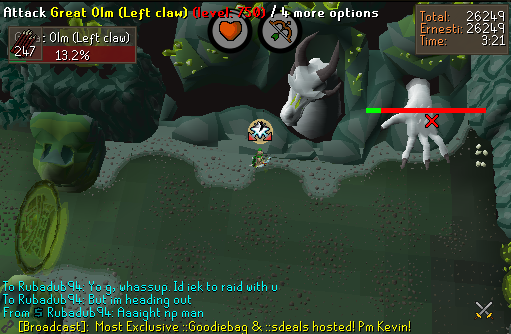 Attack Great Olm (Left claw) (level, 750) / 4 more options
Total: 26249
Ernesti: 26249
Time: 3:21
Olm (Left claw)
247
13.2%
To Rubadub94: Yo g, whassup. Id iek to raid with u
To Rubadub94: But im heading out
From S Rubadub94: Aaaight np man
[Broadcast]: Most Exclusive ::Goodiebag & ::sdeals hosted! Pm Kevin!